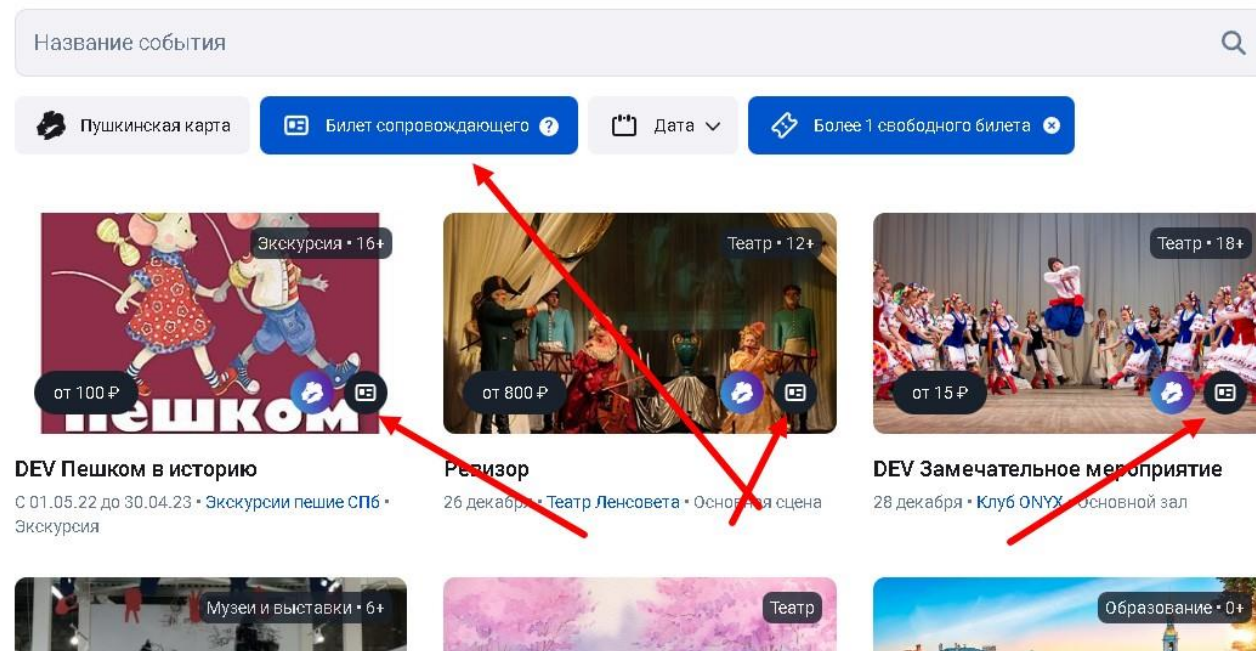 Название события
Пушкинская карта Билет сопровождающего ? Дата Более 1 свободного билета
Экскурсия • 16+
Театр • 12+
Театр • 18+
от 100 ₽
от 800 ₽
от 15 ₽
пешком
DEV Пешком в историю
С 01.05.22 до 30.04.23 • Экскурсии пешие СПб •
Экскурсия
Ревизор
26 декабря • Театр Ленсовета • Основная сцена
DEV Замечательное мероприятие
28 декабря • Клуб ONYX • Основной зал
Музеи и выставки • 6+
Театр
Образование • 0+